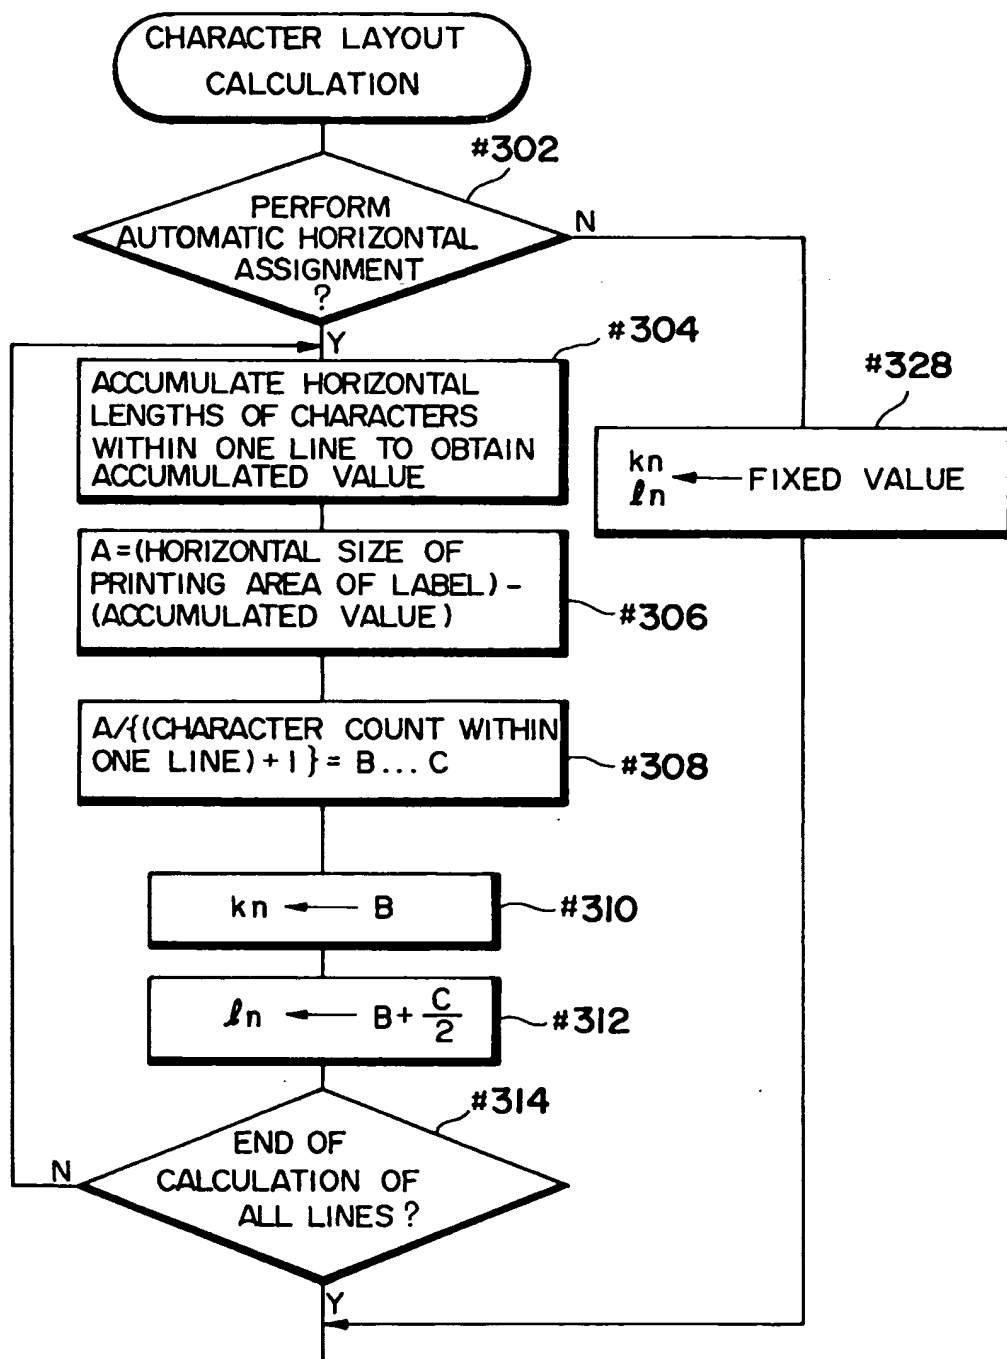 CHARACTER LAYOUT
CALCULATION
#302
PERFORM
AUTOMATIC HORIZONTAL
ASSIGNMENT
?
N
Y
#304
ACCUMULATE HORIZONTAL
LENGTHS OF CHARACTERS
WITHIN ONE LINE TO OBTAIN
ACCUMULATED VALUE
#328
kn
ln ← FIXED VALUE
A=(HORIZONTAL SIZE OF
PRINTING AREA OF LABEL)-
(ACCUMULATED VALUE)
#306
A/{(CHARACTER COUNT WITHIN
ONE LINE)+1}= B...C
#308
kn ← B
#310
ln ← B+C/2
#312
#314
END OF
CALCULATION OF
ALL LINES?
N
Y